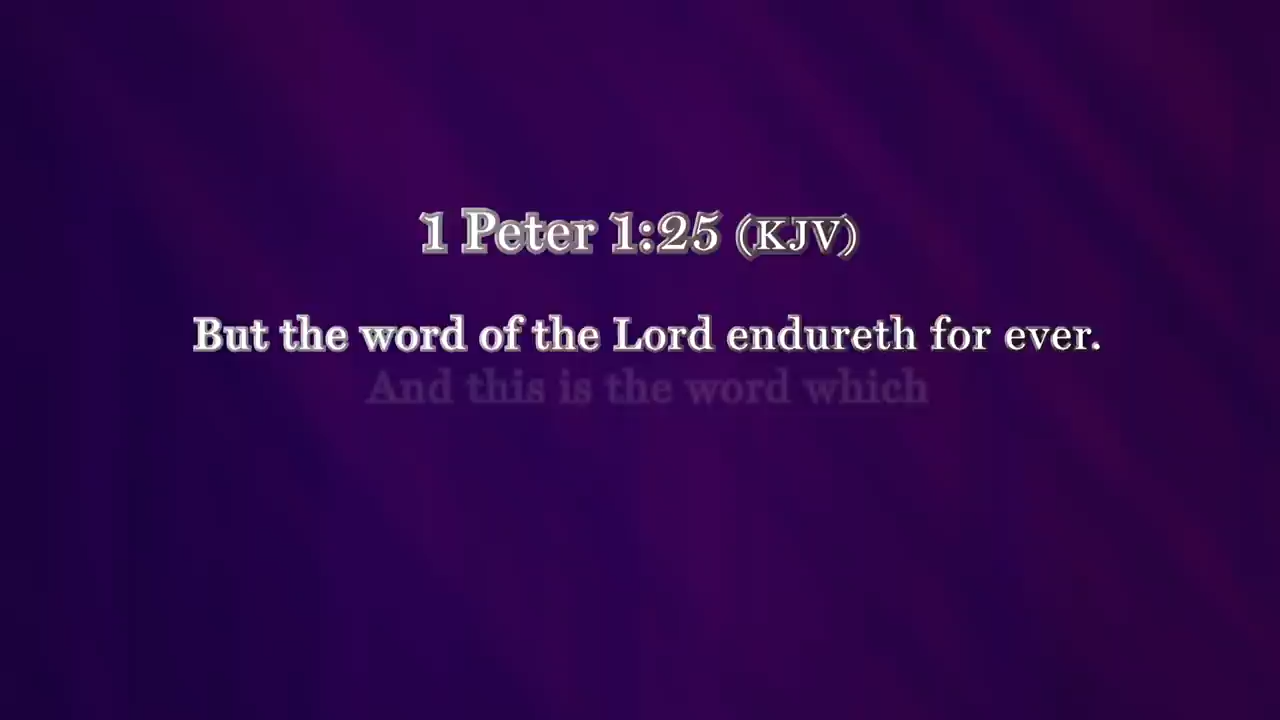 1 Peter 1:25 (KJV)
But the word of the Lord endureth for ever.
And this is the word which